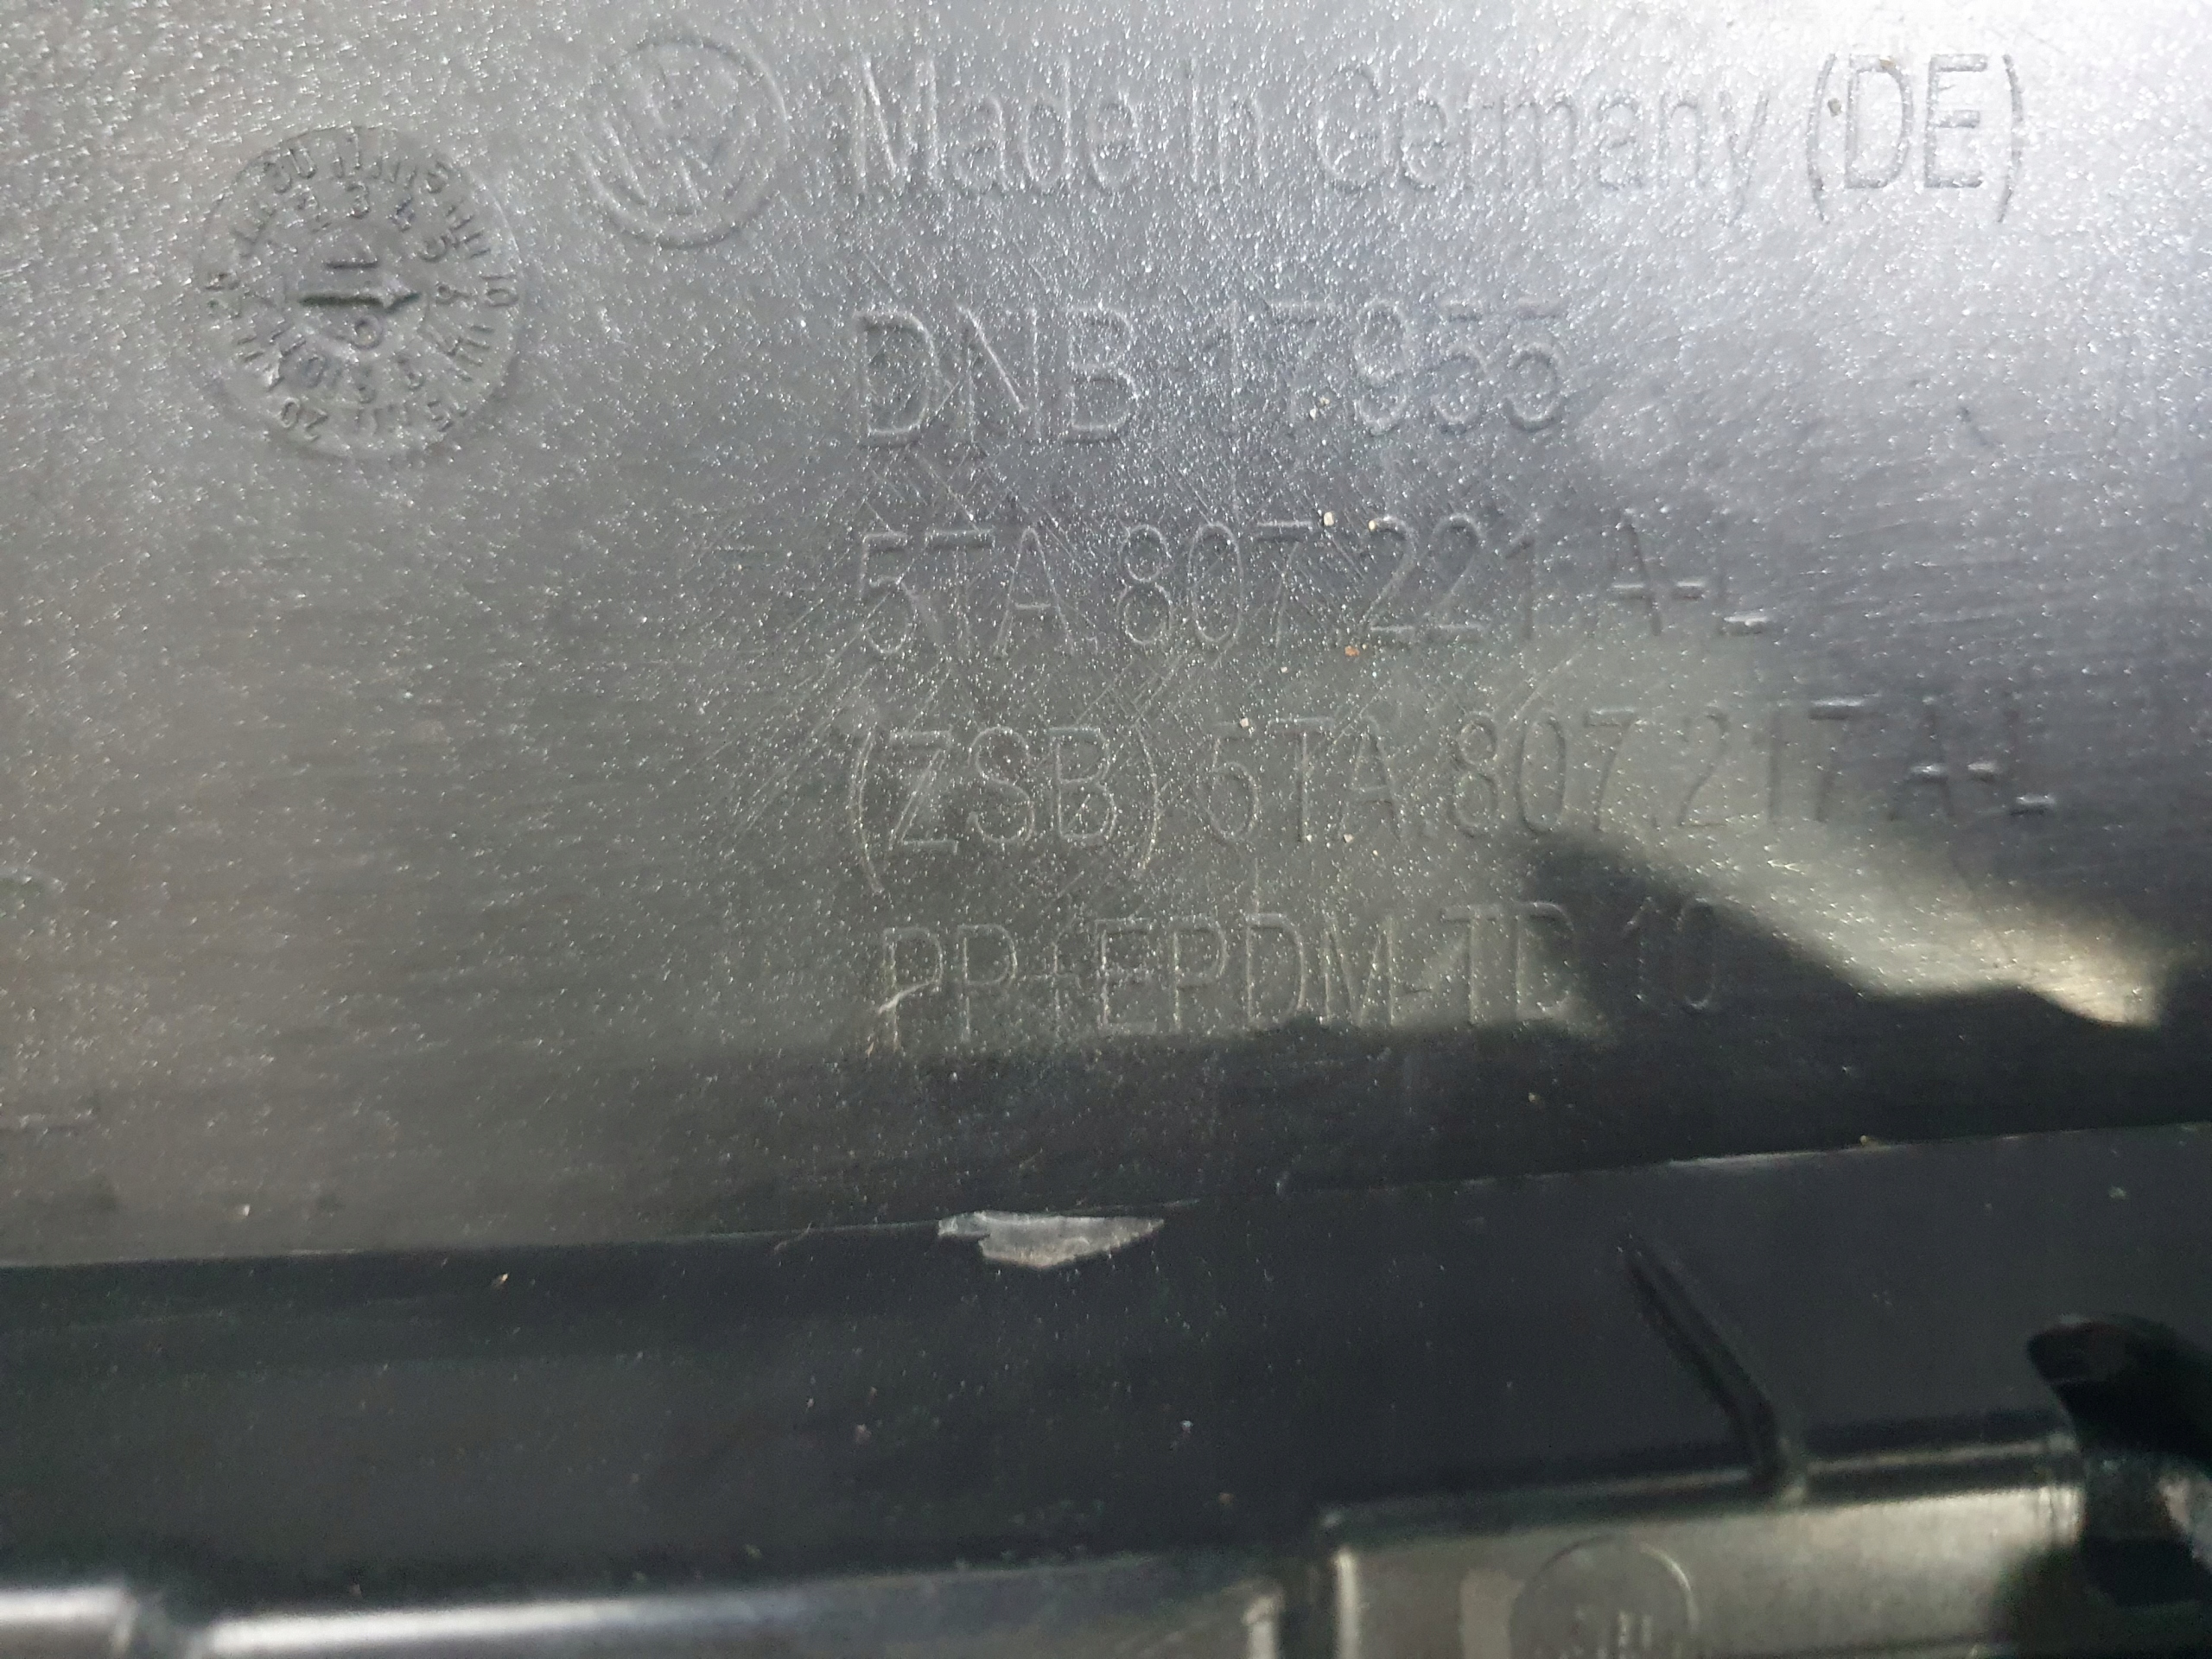 Made In Germany (DE)
DNB 17955
5TA.807.221 A-L
(ZSB) 5TA.807.217 A-L
PP+EPDM-TD 10